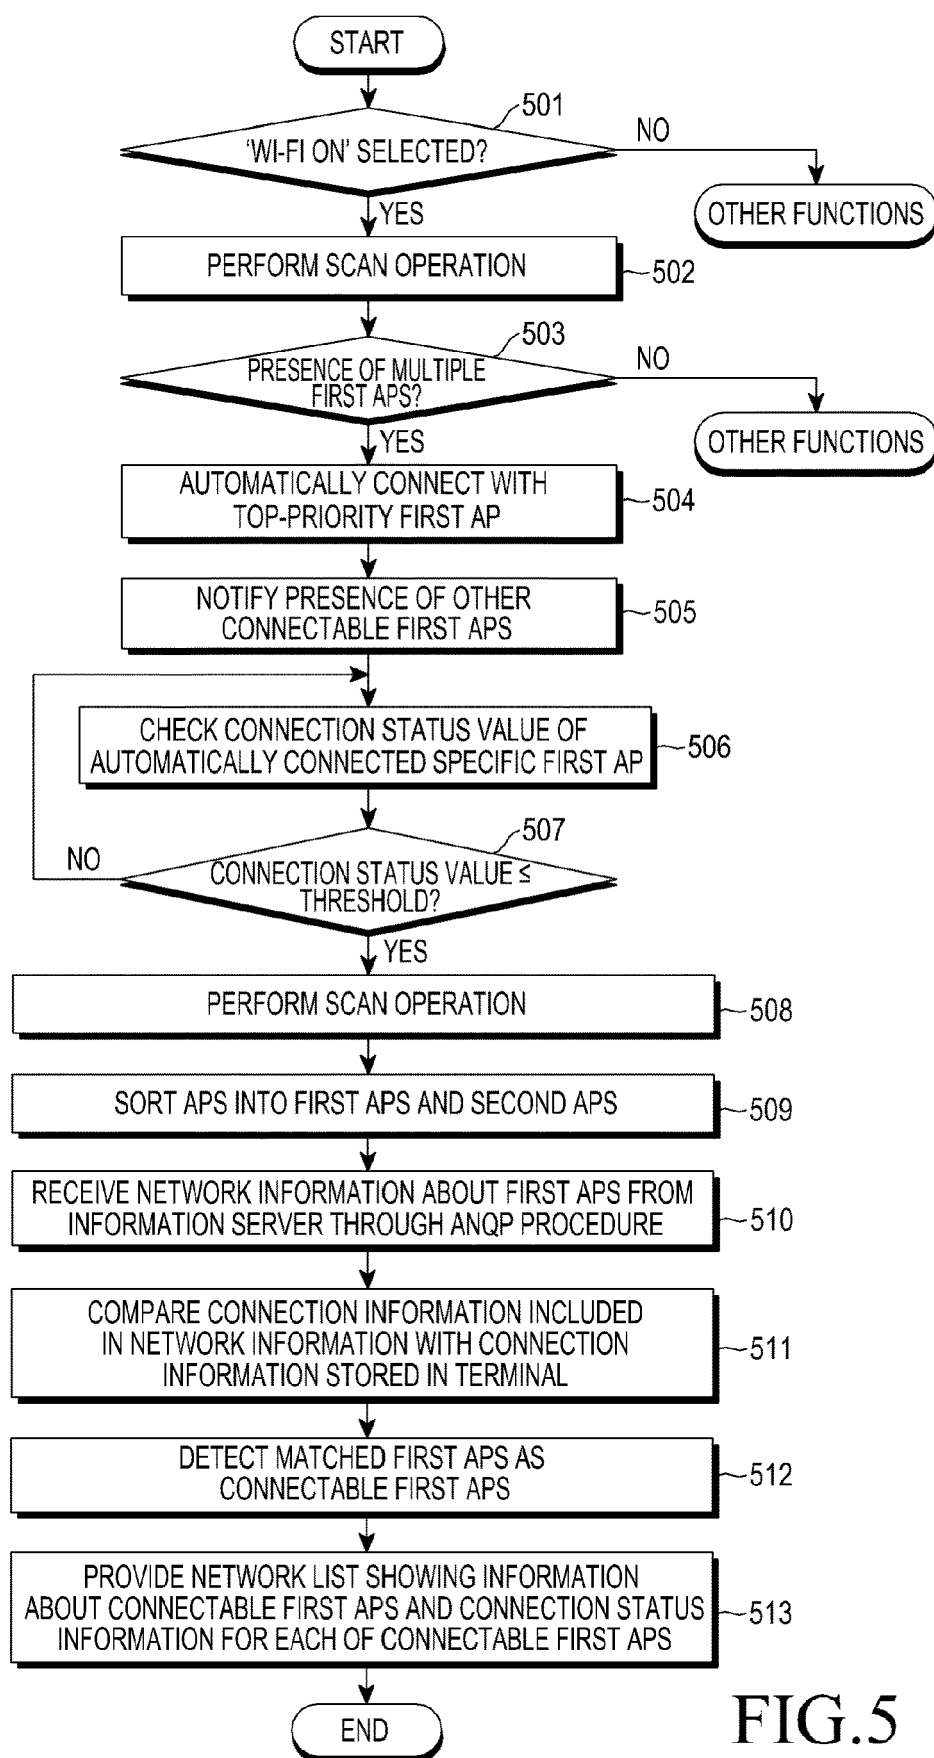 START
501
'WI-FI ON' SELECTED?
NO
OTHER FUNCTIONS
YES
PERFORM SCAN OPERATION
502
503
PRESENCE OF MULTIPLE
FIRST APS?
NO
OTHER FUNCTIONS
YES
AUTOMATICALLY CONNECT WITH
TOP-PRIORITY FIRST AP
504
NOTIFY PRESENCE OF OTHER
CONNECTABLE FIRST APS
505
CHECK CONNECTION STATUS VALUE OF
AUTOMATICALLY CONNECTED SPECIFIC FIRST AP
506
507
NO
CONNECTION STATUS VALUE ≤
THRESHOLD?
YES
PERFORM SCAN OPERATION
508
SORT APS INTO FIRST APS AND SECOND APS
509
RECEIVE NETWORK INFORMATION ABOUT FIRST APS FROM
INFORMATION SERVER THROUGH ANQP PROCEDURE
510
COMPARE CONNECTION INFORMATION INCLUDED
IN NETWORK INFORMATION WITH CONNECTION
INFORMATION STORED IN TERMINAL
511
DETECT MATCHED FIRST APS AS
CONNECTABLE FIRST APS
512
PROVIDE NETWORK LIST SHOWING INFORMATION
ABOUT CONNECTABLE FIRST APS AND CONNECTION STATUS
INFORMATION FOR EACH OF CONNECTABLE FIRST APS
513
END
FIG.5